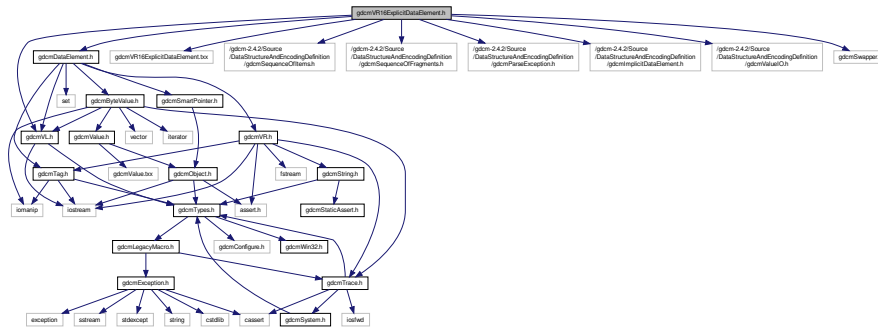 gdcmVR16ExplicitDataElement.h
gdcmDataElement.h
gdcmVR16ExplicitDataElement.txx
/gdcm-2.4.2/Source
/DataStructureAndEncodingDefinition
/gdcmSequenceOfItems.h
/gdcm-2.4.2/Source
/DataStructureAndEncodingDefinition
/gdcmSequenceOfFragments.h
/gdcm-2.4.2/Source
/DataStructureAndEncodingDefinition
/gdcmParseException.h
/gdcm-2.4.2/Source
/DataStructureAndEncodingDefinition
/gdcmImplicitDataElement.h
/gdcm-2.4.2/Source
/DataStructureAndEncodingDefinition
/gdcmValueIO.h
gdcmSwapper.
set
gdcmByteValue.h
gdcmSmartPointer.h
gdcmVL.h
gdcmValue.h
vector
iterator
gdcmVR.h
gdcmTag.h
gdcmValue.txx
gdcmObject.h
fstream
gdcmString.h
iomanip
iostream
gdcmTypes.h
assert.h
gdcmStaticAssert.h
gdcmLegacyMacro.h
gdcmConfigure.h
gdcmWin32.h
gdcmException.h
gdcmTrace.h
exception
sstream
stdexcept
string
cstdlib
cassert
gdcmSystem.h
iosfwd